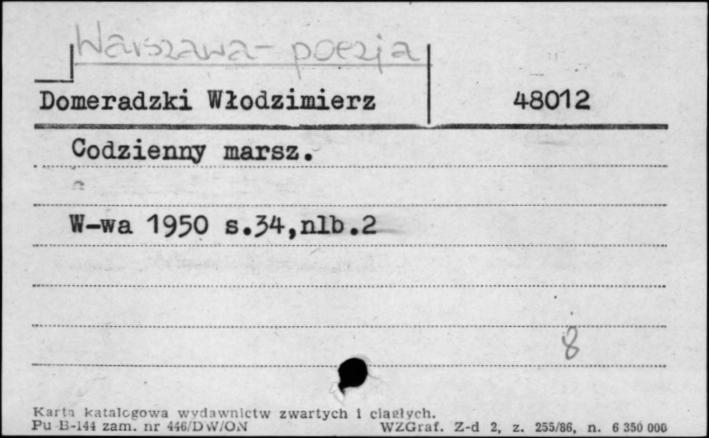 Warszawa - poezja
Domeradzki Włodzimierz 48012
Codzienny marsz.
W-wa 1950 s.34,nlb.2
8
Karta katalogowa wydawnictw zwartych i ciągłych.
Pu B-144 zam. nr 446/DW/ON WZGraf. Z-d 2, z. 255/86, n. 6 350 000